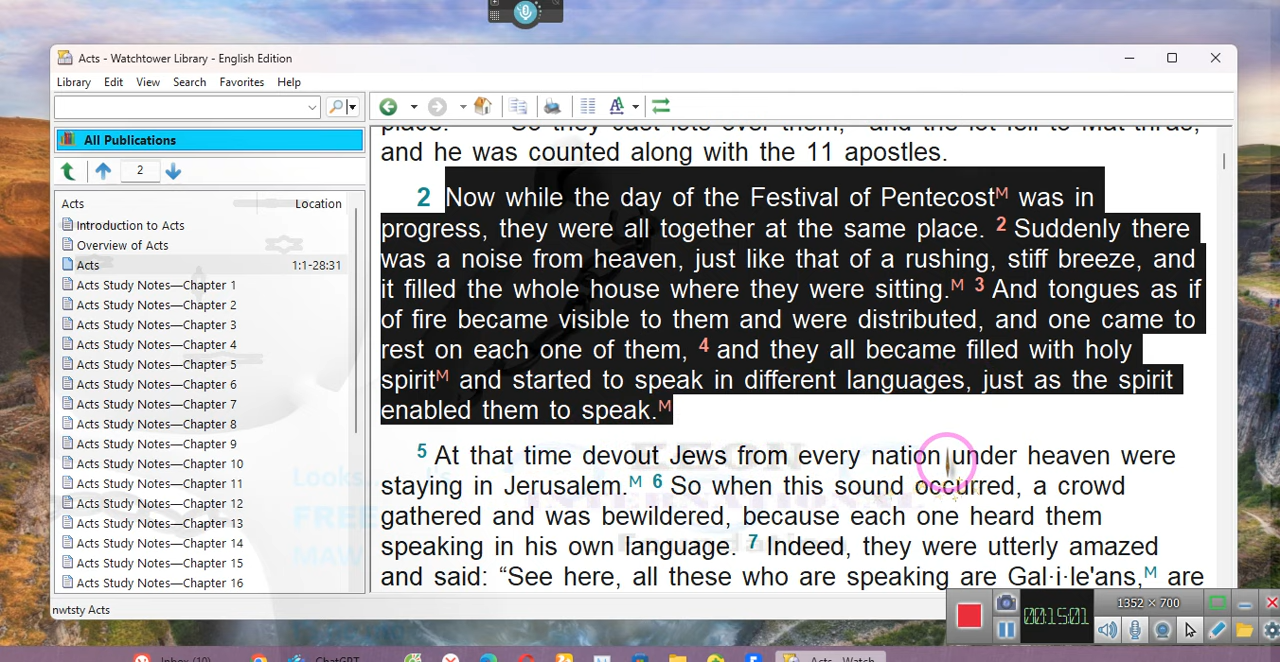 Acts - Watchtower Library - English Edition
Library Edit View Search Favorites Help
All Publications
2
Acts Location
Introduction to Acts
Overview of Acts
Acts 1:1-28:31
Acts Study Notes—Chapter 1
Acts Study Notes—Chapter 2
Acts Study Notes—Chapter 3
Acts Study Notes—Chapter 4
Acts Study Notes—Chapter 5
Acts Study Notes—Chapter 6
Acts Study Notes—Chapter 7
Acts Study Notes—Chapter 8
Acts Study Notes—Chapter 9
Acts Study Notes—Chapter 10
Acts Study Notes—Chapter 11
Acts Study Notes—Chapter 12
Acts Study Notes—Chapter 13
Acts Study Notes—Chapter 14
Acts Study Notes—Chapter 15
Acts Study Notes—Chapter 16
nwtsty Acts
and he was counted along with the 11 apostles.
2 Now while the day of the Festival of Pentecost M was in
progress, they were all together at the same place. 2 Suddenly there
was a noise from heaven, just like that of a rushing, stiff breeze, and
it filled the whole house where they were sitting. M 3 And tongues as if
of fire became visible to them and were distributed, and one came to
rest on each one of them, 4 and they all became filled with holy
spirit M and started to speak in different languages, just as the spirit
enabled them to speak. M
5 At that time devout Jews from every nation under heaven were
staying in Jerusalem. M 6 So when this sound occurred, a crowd
gathered and was bewildered, because each one heard them
speaking in his own language. 7 Indeed, they were utterly amazed
and said: “See here, all these who are speaking are Gal·i·le'ans, M are
FREE
INTERNATIONAL
Foundation
00:15:01
1352 × 700
Inbox (10)
ChatGPT
Acts - Watch